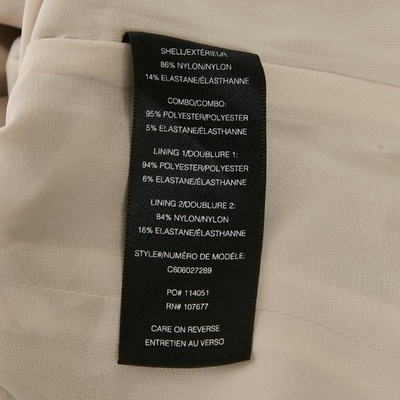 SHELL/EXTÉRIEUR:
86% NYLON/NYLON
14% ELASTANE/ÉLASTHANNE
COMBO/COMBO:
95% POLYESTER/POLYESTER
5% ELASTANE/ÉLASTHANNE
LINING 1/DOUBLURE 1:
94% POLYESTER/POLYESTER
6% ELASTANE/ÉLASTHANNE
LINING 2/DOUBLURE 2:
84% NYLON/NYLON
16% ELASTANE/ÉLASTHANNE
STYLE#/NUMÉRO DE MODÈLE:
C606027289
PO# 114051
RN# 107677
CARE ON REVERSE
ENTRETIEN AU VERSO